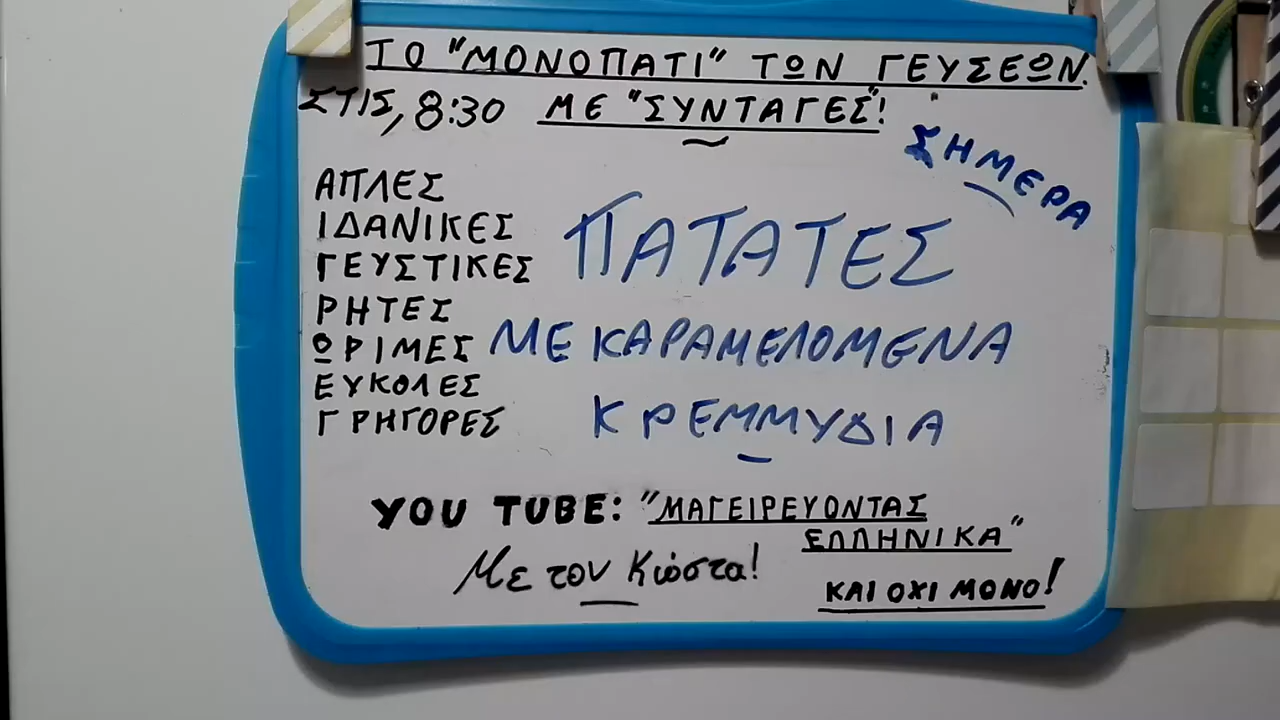 ΤΟ "ΜΟΝΟΠΑΤΙ" ΤΩΝ ΓΕΥΣΕΩΝ.
ΣΤΙΣ, 8:30 ΜΕ "ΣΥΝΤΑΓΕΣ"!
ΣΗΜΕΡΑ
ΑΠΛΕΣ
ΙΔΑΝΙΚΕΣ
ΓΕΥΣΤΙΚΕΣ
ΡΗΤΕΣ
ΩΡΙΜΕΣ
ΕΥΚΟΛΕΣ
ΓΡΗΓΟΡΕΣ
ΠΑΤΑΤΕΣ
ΜΕ ΚΑΡΑΜΕΛΟΜΕΝΑ
ΚΡΕΜΜΥΔΙΑ
YOU TUBE: "ΜΑΓΕΙΡΕΥΟΝΤΑΣ
ΕΛΛΗΝΙΚΑ"
Με τον Κώστα!
ΚΑΙ ΟΧΙ ΜΟΝΟ!